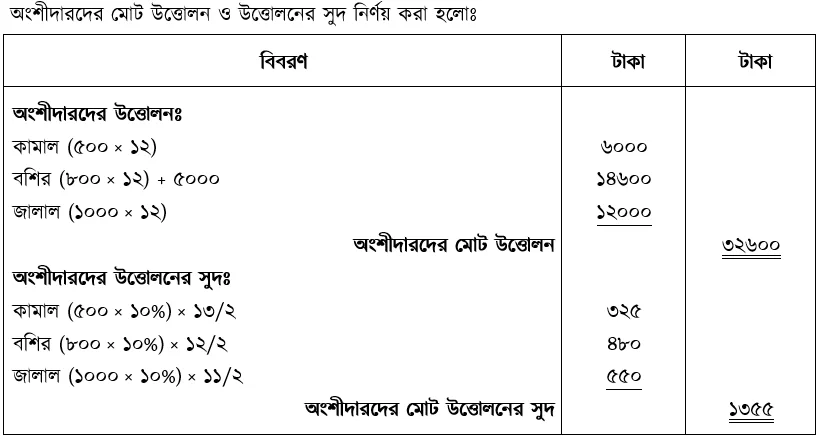 অংশীদারদের মোট উত্তোলন ও উত্তোলনের সুদ নির্ণয় করা হলোঃ
বিবরণ টাকা টাকা
অংশীদারদের উত্তোলনঃ
কামাল (৫০০ × ১২) ৬০০০
বশির (৮০০ × ১২) + ৫০০০ ১৪৬০০
জালাল (১০০০ × ১২) ১২০০০
অংশীদারদের মোট উত্তোলন ৩২৬০০
অংশীদারদের উত্তোলনের সুদঃ
কামাল (৫০০ × ১০%) × ১৩/২ ৩২৫
বশির (৮০০ × ১০%) × ১২/২ ৪৮০
জালাল (১০০০ × ১০%) × ১১/২ ৫৫০
অংশীদারদের মোট উত্তোলনের সুদ ১৩৫৫